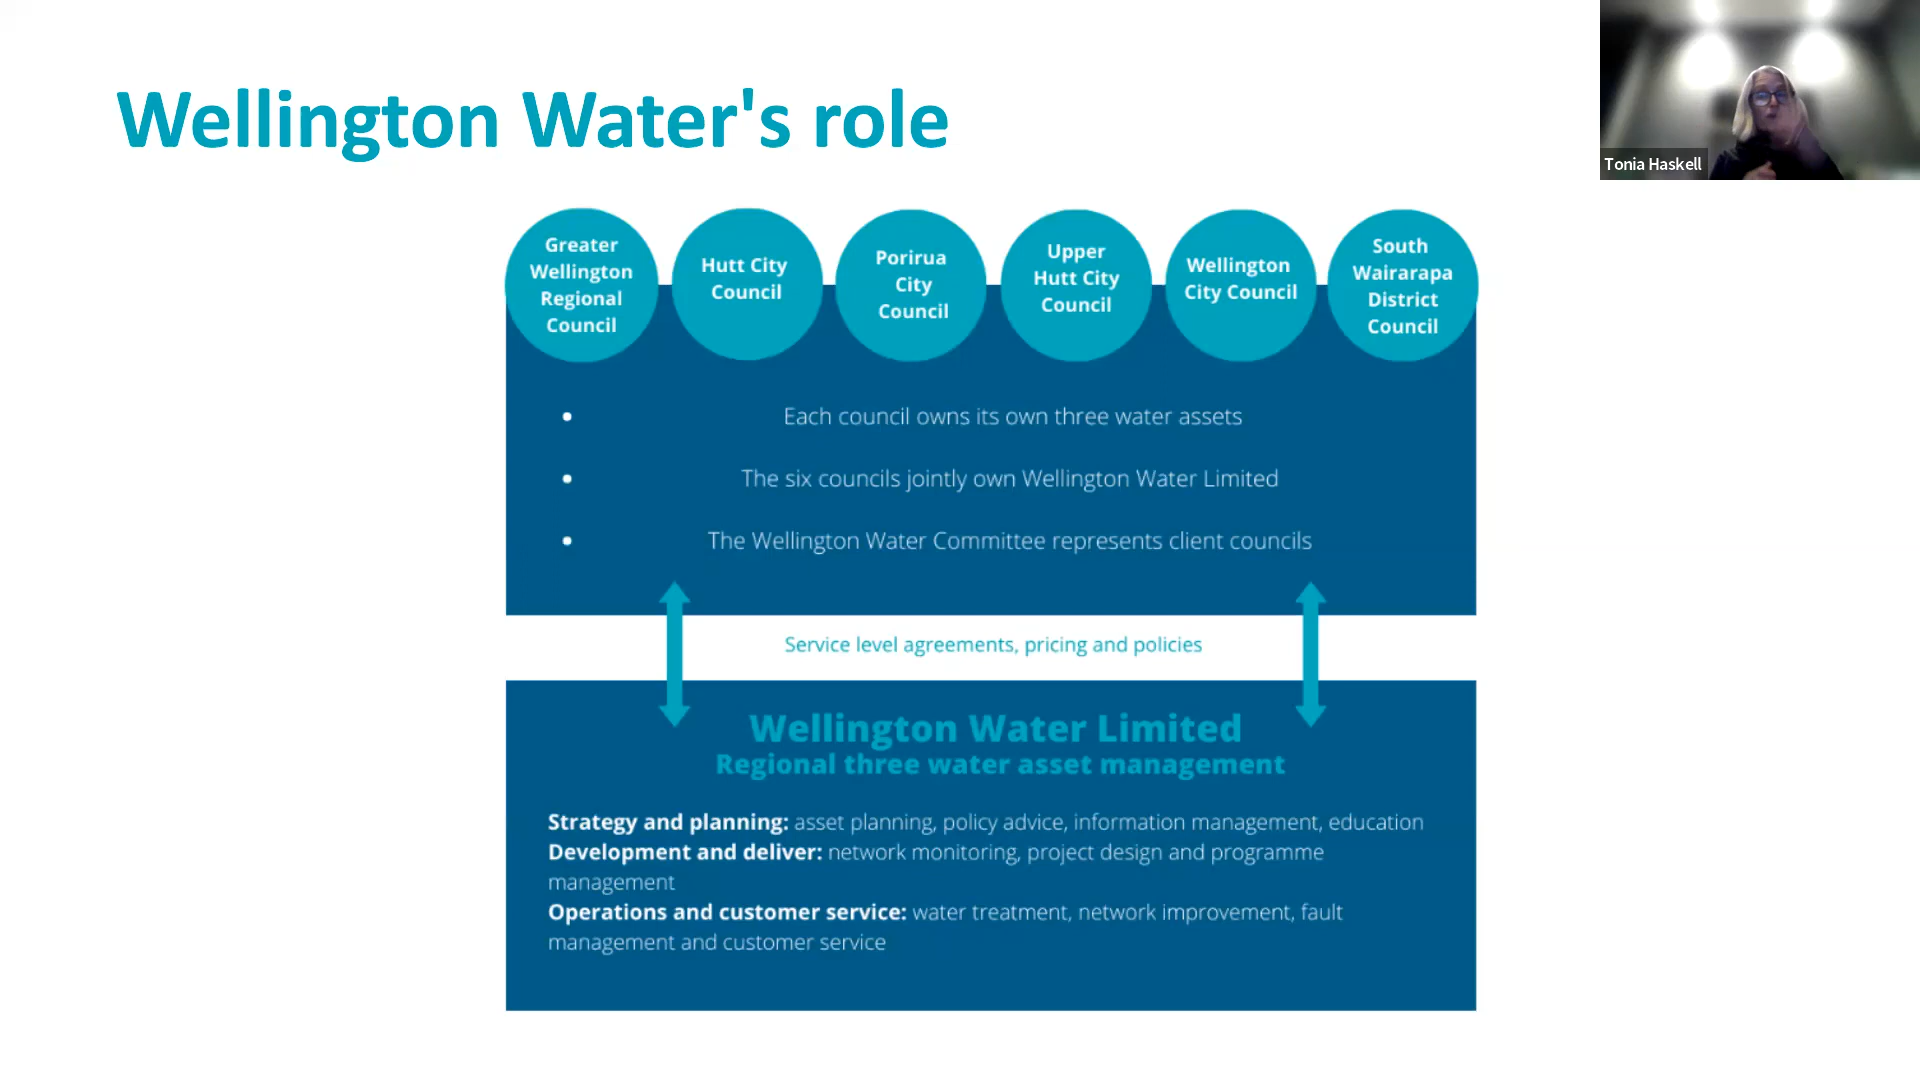 Wellington Water's role
Tonia Haskell
Greater
Wellington
Regional
Council
Hutt City
Council
Porirua
City
Council
Upper
Hutt City
Council
Wellington
City Council
South
Wairarapa
District
Council
• Each council owns its own three water assets
• The six councils jointly own Wellington Water Limited
• The Wellington Water Committee represents client councils
Service level agreements, pricing and policies
Wellington Water Limited
Regional three water asset management
Strategy and planning: asset planning, policy advice, information management, education
Development and deliver: network monitoring, project design and programme
management
Operations and customer service: water treatment, network improvement, fault
management and customer service